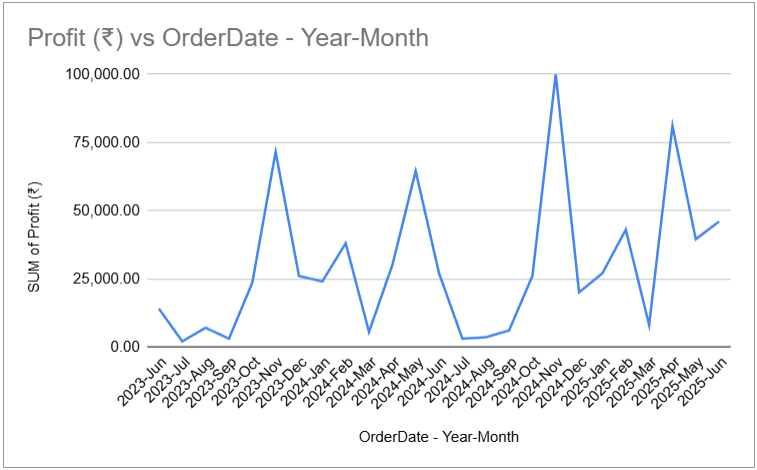 Profit (₹) vs OrderDate - Year-Month
100,000.00
75,000.00
50,000.00
25,000.00
0.00
SUM of Profit (₹)
2023-Jun
2023-Jul
2023-Aug
2023-Sep
2023-Oct
2023-Nov
2023-Dec
2024-Jan
2024-Feb
2024-Mar
2024-Apr
2024-May
2024-Jun
2024-Jul
2024-Aug
2024-Sep
2024-Oct
2024-Nov
2024-Dec
2025-Jan
2025-Feb
2025-Mar
2025-Apr
2025-May
2025-Jun
OrderDate - Year-Month